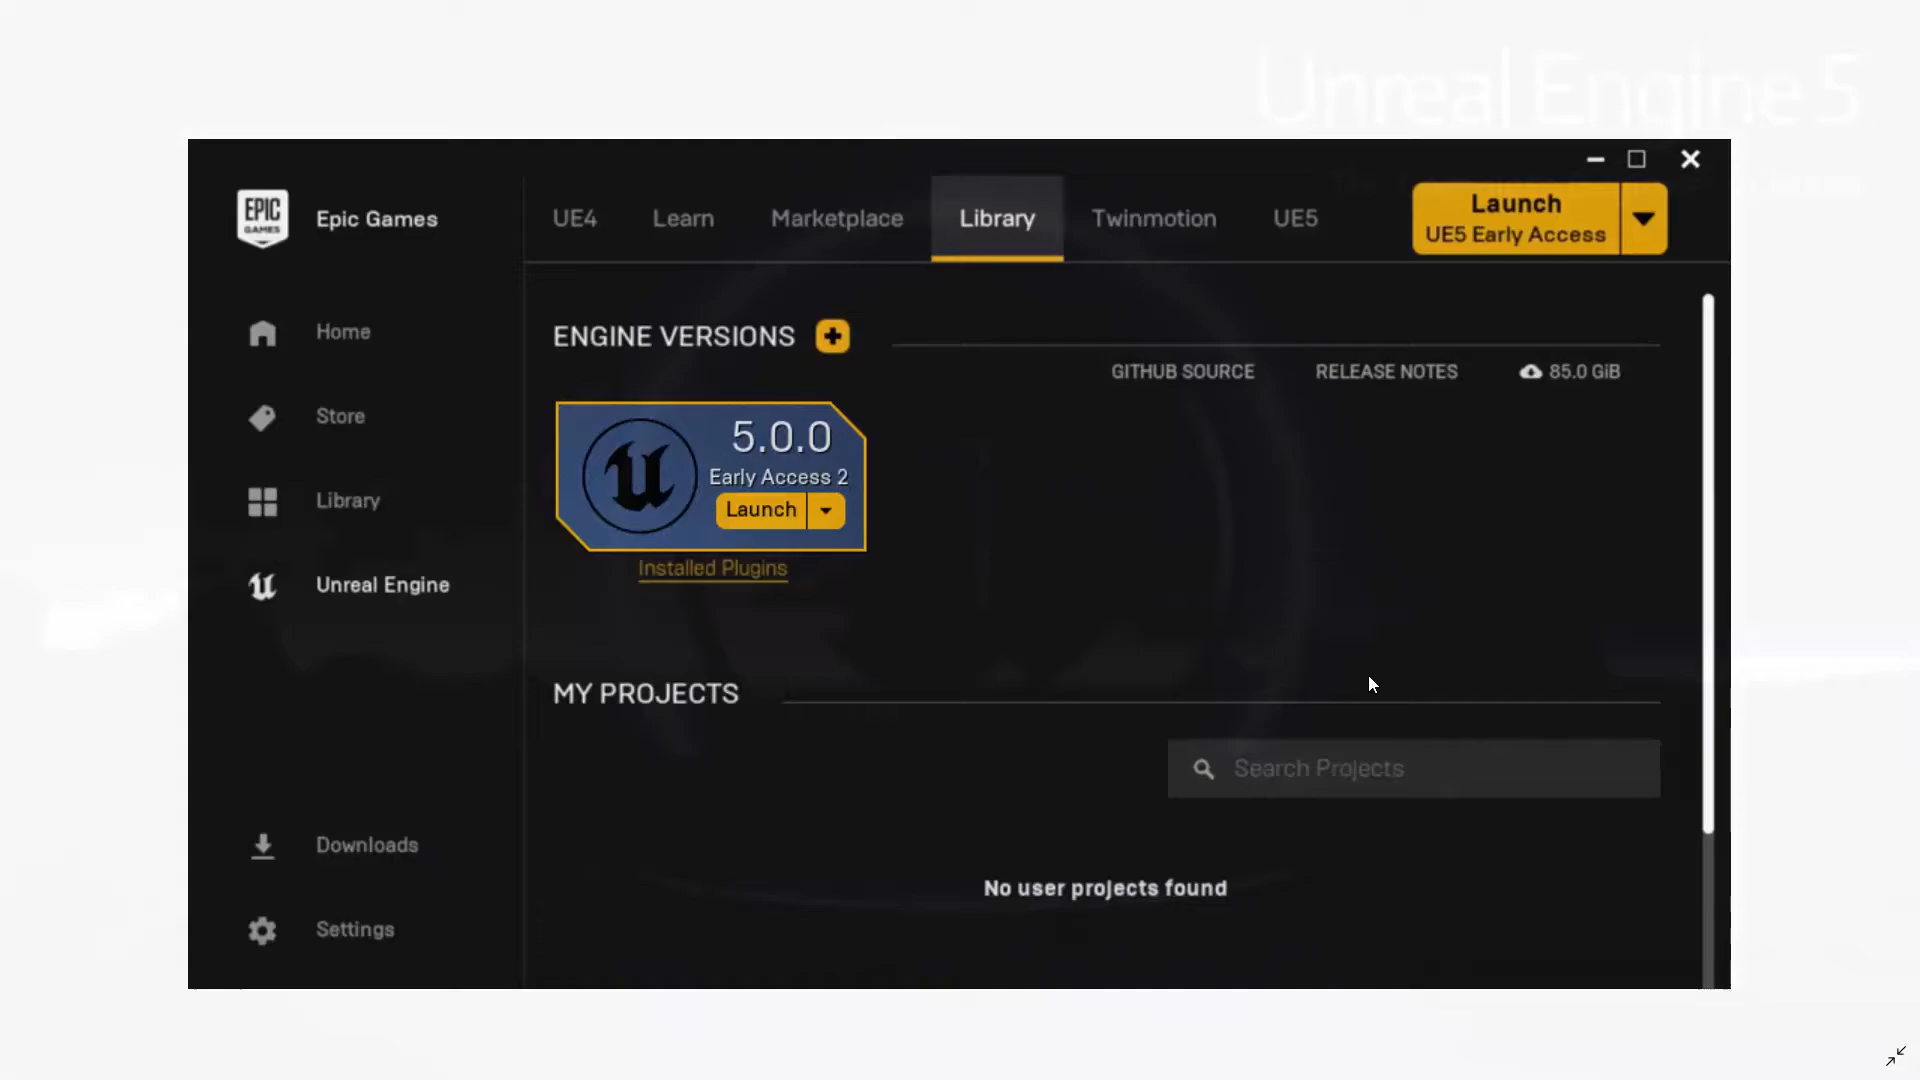 Unreal Engine 5
EPIC GAMES
Epic Games
UE4
Learn
Marketplace
Library
Twinmotion
UE5
Launch
UE5 Early Access
Home
Store
Library
Unreal Engine
Downloads
Settings
ENGINE VERSIONS
GITHUB SOURCE
RELEASE NOTES
85.0 GiB
5.0.0
Early Access 2
Launch
Installed Plugins
MY PROJECTS
Search Projects
No user projects found